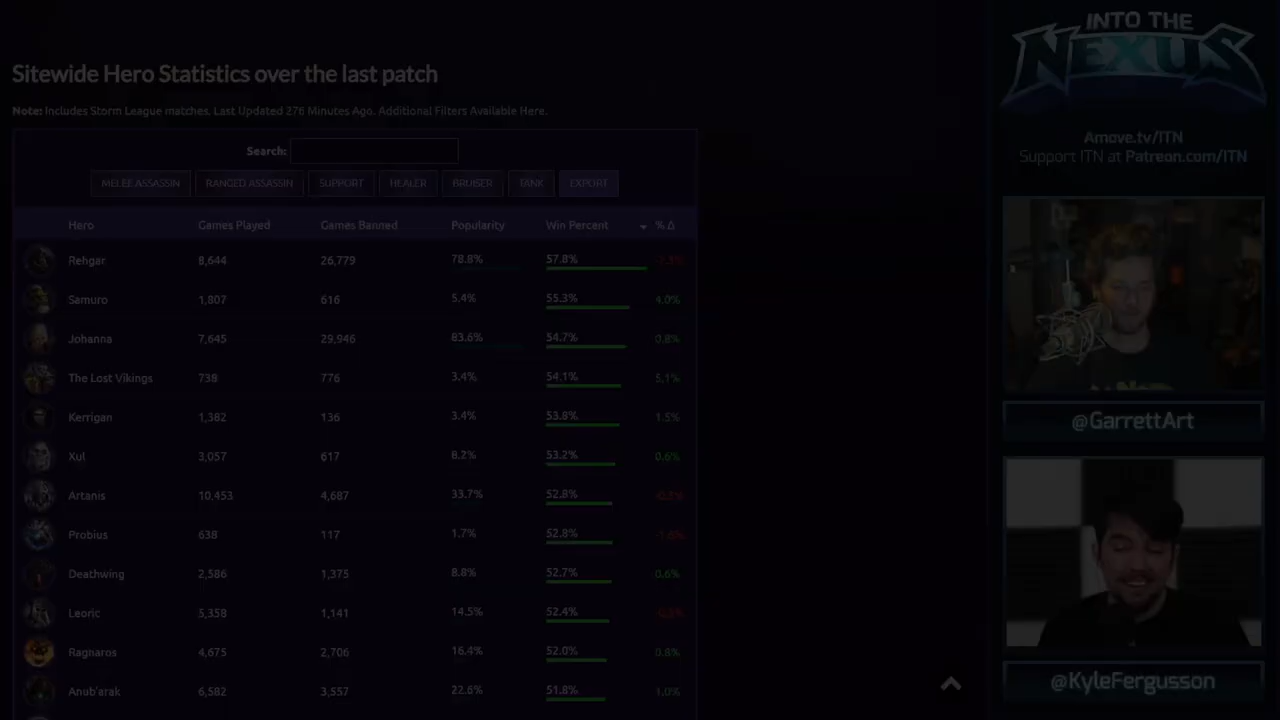 INTO THE
NEXUS
Amove.tv/ITN
Support ITN at Patreon.com/ITN
@GarrettArt
@KyleFergusson
Sitewide Hero Statistics over the last patch
Note: Includes Storm League matches. Last Updated 276 Minutes Ago. Additional Filters Available Here.
Search:
MELEE ASSASSIN RANGED ASSASSIN SUPPORT HEALER BRUISER TANK EXPORT
Hero Games Played Games Banned Popularity Win Percent % Δ
Rehgar 8,644 26,779 78.8% 57.8%
Samuro 1,807 616 5.4% 55.3% 4.0%
Johanna 7,645 29,946 83.6% 54.7% 0.8%
The Lost Vikings 738 776 3.4% 54.1% 5.1%
Kerrigan 1,382 136 3.4% 53.8% 1.5%
Xul 3,057 617 8.2% 53.2% 0.6%
Artanis 10,453 4,687 33.7% 52.8%
Probius 638 117 1.7% 52.8% -1.6%
Deathwing 2,586 1,375 8.8% 52.7% 0.6%
Leoric 5,358 1,141 14.5% 52.4%
Ragnaros 4,675 2,706 16.4% 52.0% 0.8%
Anub'arak 6,582 3,557 22.6% 51.8% 1.0%